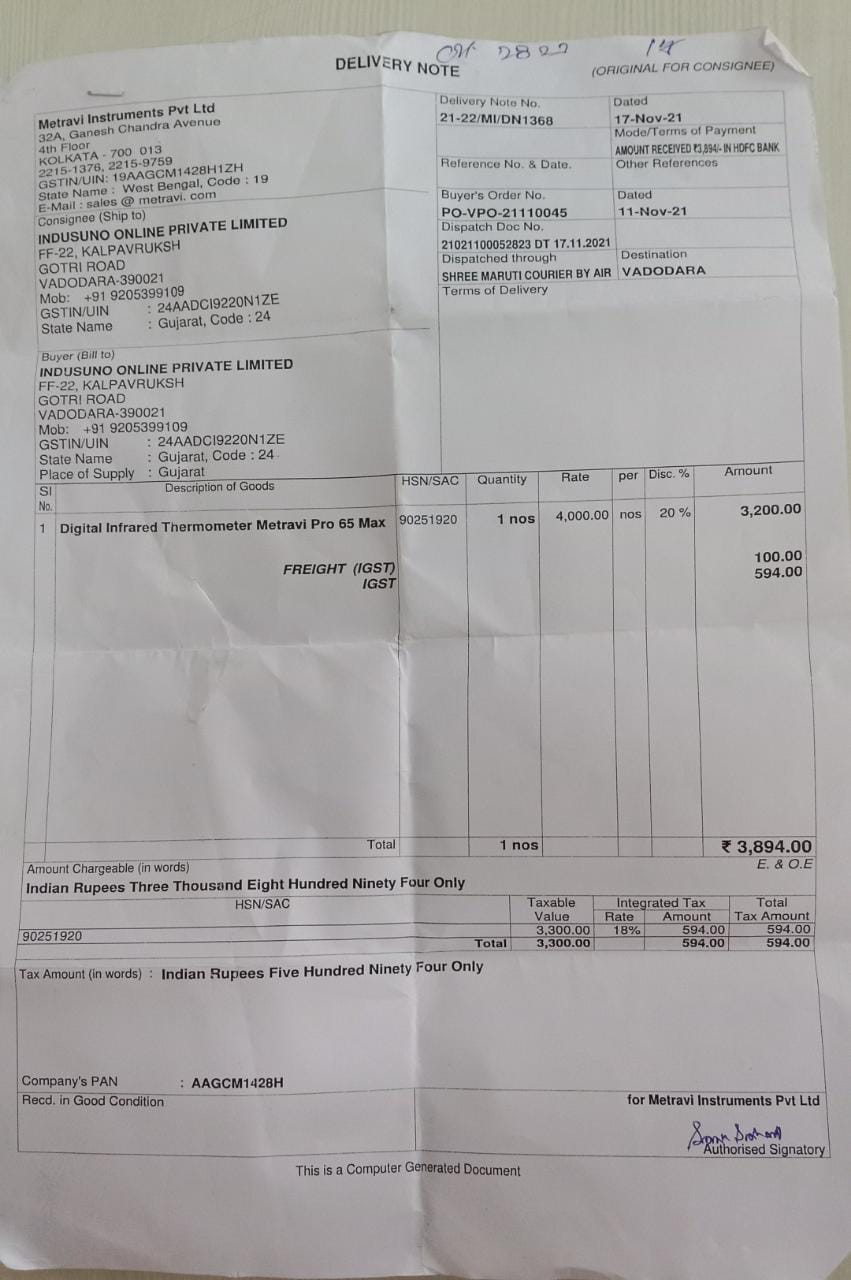 DELIVERY NOTE
(ORIGINAL FOR CONSIGNEE)
Metravi Instruments Pvt Ltd
32A, Ganesh Chandra Avenue
4th Floor
KOLKATA - 700 013
2215-1376, 2215-9759
GSTIN/UIN: 19AAGCM1428H1ZH
State Name : West Bengal, Code : 19
E-Mail : sales @ metravi. com
Delivery Note No.
21-22/MI/DN1368
Dated
17-Nov-21
Mode/Terms of Payment
AMOUNT RECEIVED ₹3,894/- IN HDFC BANK
Reference No. & Date.
Other References
Buyer's Order No.
PO-VPO-21110045
Dated
11-Nov-21
Dispatch Doc No.
21021100052823 DT 17.11.2021
Dispatched through
SHREE MARUTI COURIER BY AIR
Destination
VADODARA
Terms of Delivery
Consignee (Ship to)
INDUSUNO ONLINE PRIVATE LIMITED
FF-22, KALPAVRUKSH
GOTRI ROAD
VADODARA-390021
Mob: +91 9205399109
GSTIN/UIN : 24AADCI9220N1ZE
State Name : Gujarat, Code : 24
Buyer (Bill to)
INDUSUNO ONLINE PRIVATE LIMITED
FF-22, KALPAVRUKSH
GOTRI ROAD
VADODARA-390021
Mob: +91 9205399109
GSTIN/UIN : 24AADCI9220N1ZE
State Name : Gujarat, Code : 24
Place of Supply : Gujarat
SI No. Description of Goods HSN/SAC Quantity Rate per Disc. % Amount
1 Digital Infrared Thermometer Metravi Pro 65 Max 90251920 1 nos 4,000.00 nos 20 % 3,200.00
FREIGHT (IGST) 100.00
IGST 594.00
Total 1 nos ₹ 3,894.00
Amount Chargeable (in words) E. & O.E
Indian Rupees Three Thousand Eight Hundred Ninety Four Only
HSN/SAC Taxable Value Integrated Tax Rate Amount Total Tax Amount
90251920 3,300.00 18% 594.00 594.00
Total 3,300.00 594.00 594.00
Tax Amount (in words) : Indian Rupees Five Hundred Ninety Four Only
Company's PAN : AAGCM1428H
Recd. in Good Condition
for Metravi Instruments Pvt Ltd
Authorised Signatory
This is a Computer Generated Document